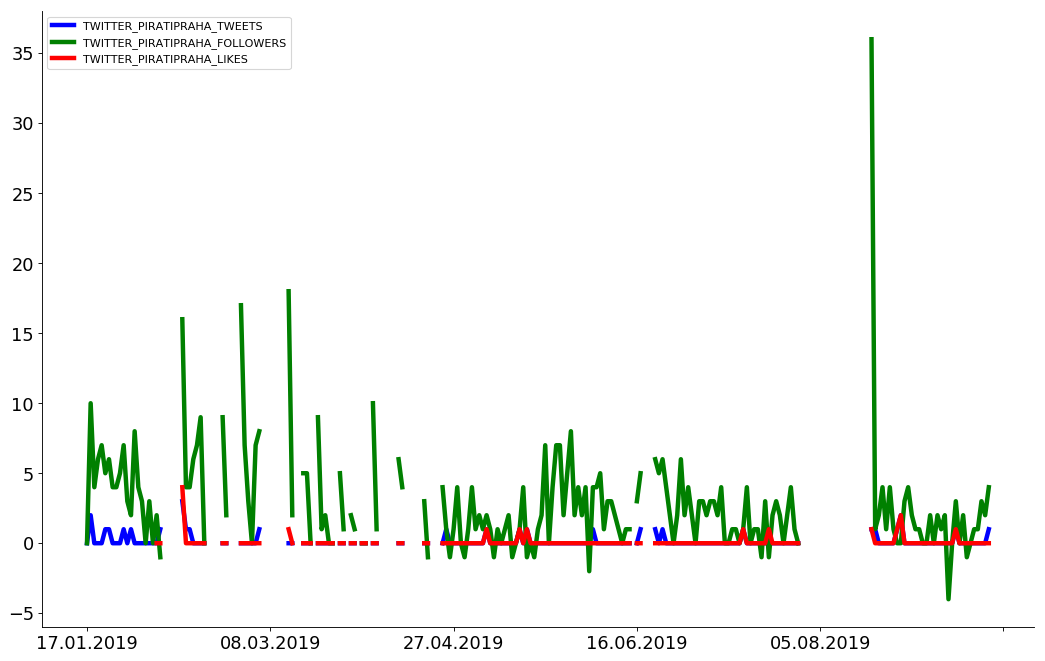 TWITTER_PIRATIPRAHA_TWEETS
TWITTER_PIRATIPRAHA_FOLLOWERS
TWITTER_PIRATIPRAHA_LIKES
35
30
25
20
15
10
5
0
−5
17.01.2019 08.03.2019 27.04.2019 16.06.2019 05.08.2019